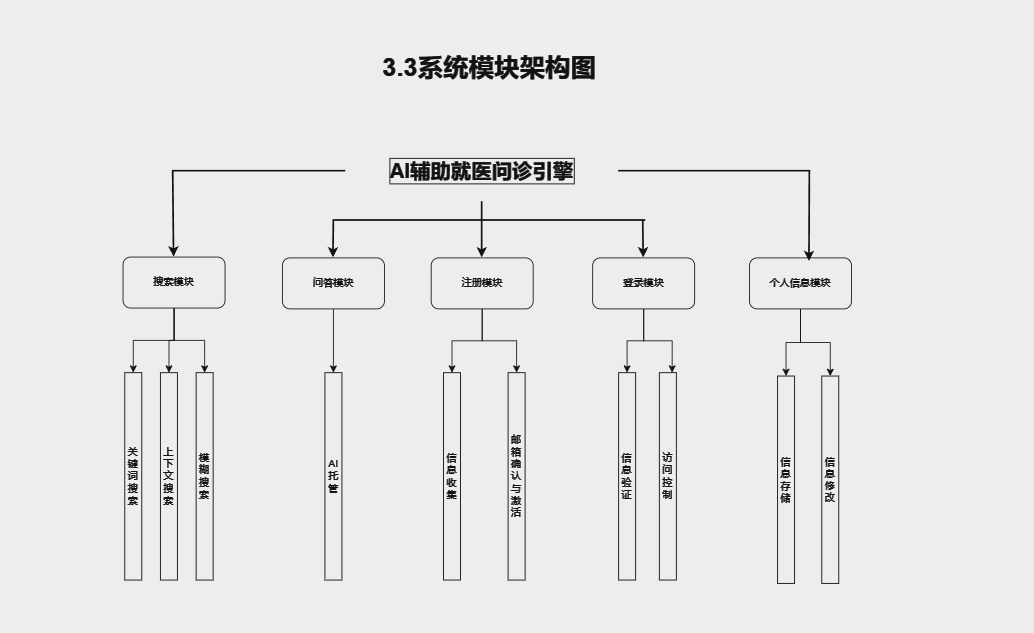 3.3系统模块架构图
AI辅助就医问诊引擎
搜索模块
问答模块
注册模块
登录模块
个人信息模块
关键词搜索
上下文搜索
模糊搜索
AI托管
信息收集
邮箱确认与激活
信息验证
访问控制
信息存储
信息修改